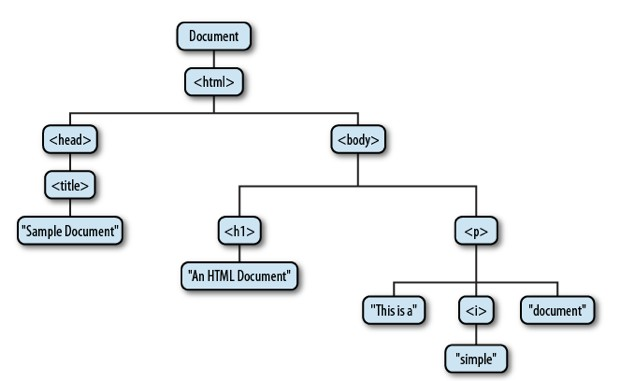 Document
<html>
<head>
<body>
<title>
"Sample Document"
<h1>
<p>
"An HTML Document"
"This is a"
<i>
"document"
"simple"